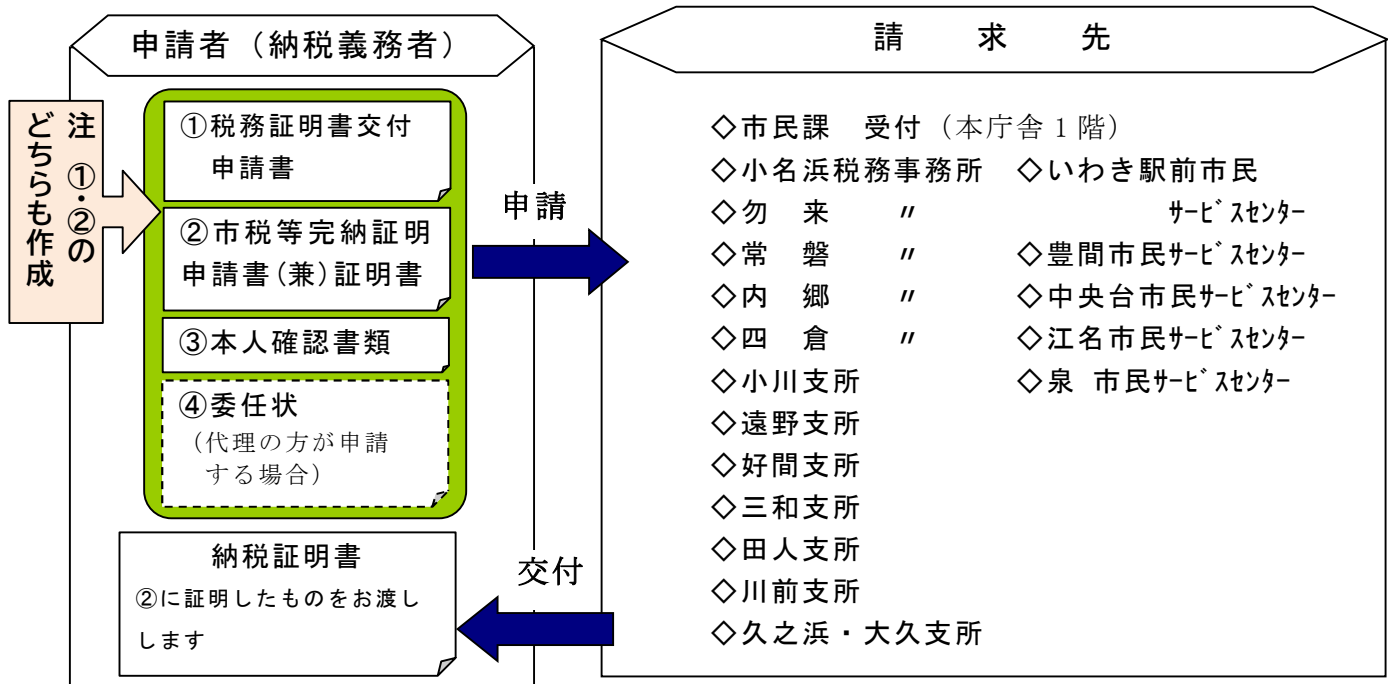 申請者（納税義務者）
注 ①・②の
どちらも作成
①税務証明書交付
申請書
②市税等完納証明
申請書(兼)証明書
③本人確認書類
④委任状
（代理の方が申請
する場合）
納税証明書
②に証明したものをお渡し
します
申請
交付
請　求　先
◇市民課　受付（本庁舎1階）
◇小名浜税務事務所　◇いわき駅前市民
◇勿　来　　〃　　　　　　ｻｰﾋﾞｽｾﾝﾀｰ
◇常　磐　　〃　　　◇豊間市民ｻｰﾋﾞｽｾﾝﾀｰ
◇内　郷　　〃　　　◇中央台市民ｻｰﾋﾞｽｾﾝﾀｰ
◇四　倉　　〃　　　◇江名市民ｻｰﾋﾞｽｾﾝﾀｰ
◇小川支所　　　　　◇泉 市民ｻｰﾋﾞｽｾﾝﾀｰ
◇遠野支所
◇好間支所
◇三和支所
◇田人支所
◇川前支所
◇久之浜・大久支所